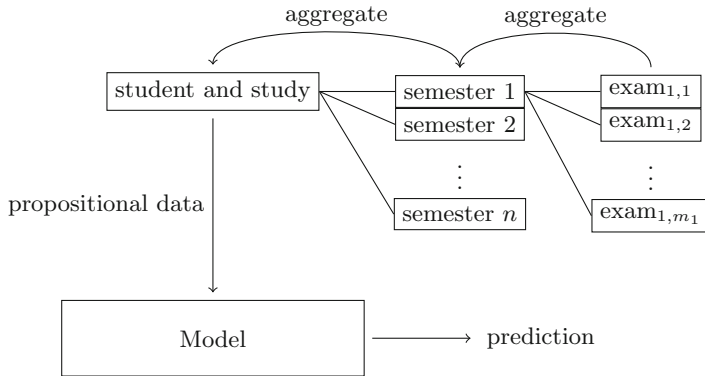 aggregate aggregate
student and study semester 1 exam1,1
semester 2 exam1,2
⋮ ⋮
propositional data semester n exam1,m1
Model prediction